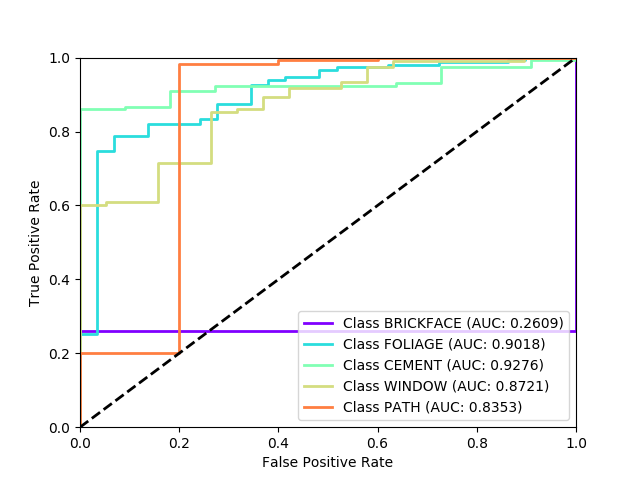 1.0
0.8
0.6
0.4
0.2
0.0
True Positive Rate
Class BRICKFACE (AUC: 0.2609)
Class FOLIAGE (AUC: 0.9018)
Class CEMENT (AUC: 0.9276)
Class WINDOW (AUC: 0.8721)
Class PATH (AUC: 0.8353)
0.0 0.2 0.4 0.6 0.8 1.0
False Positive Rate